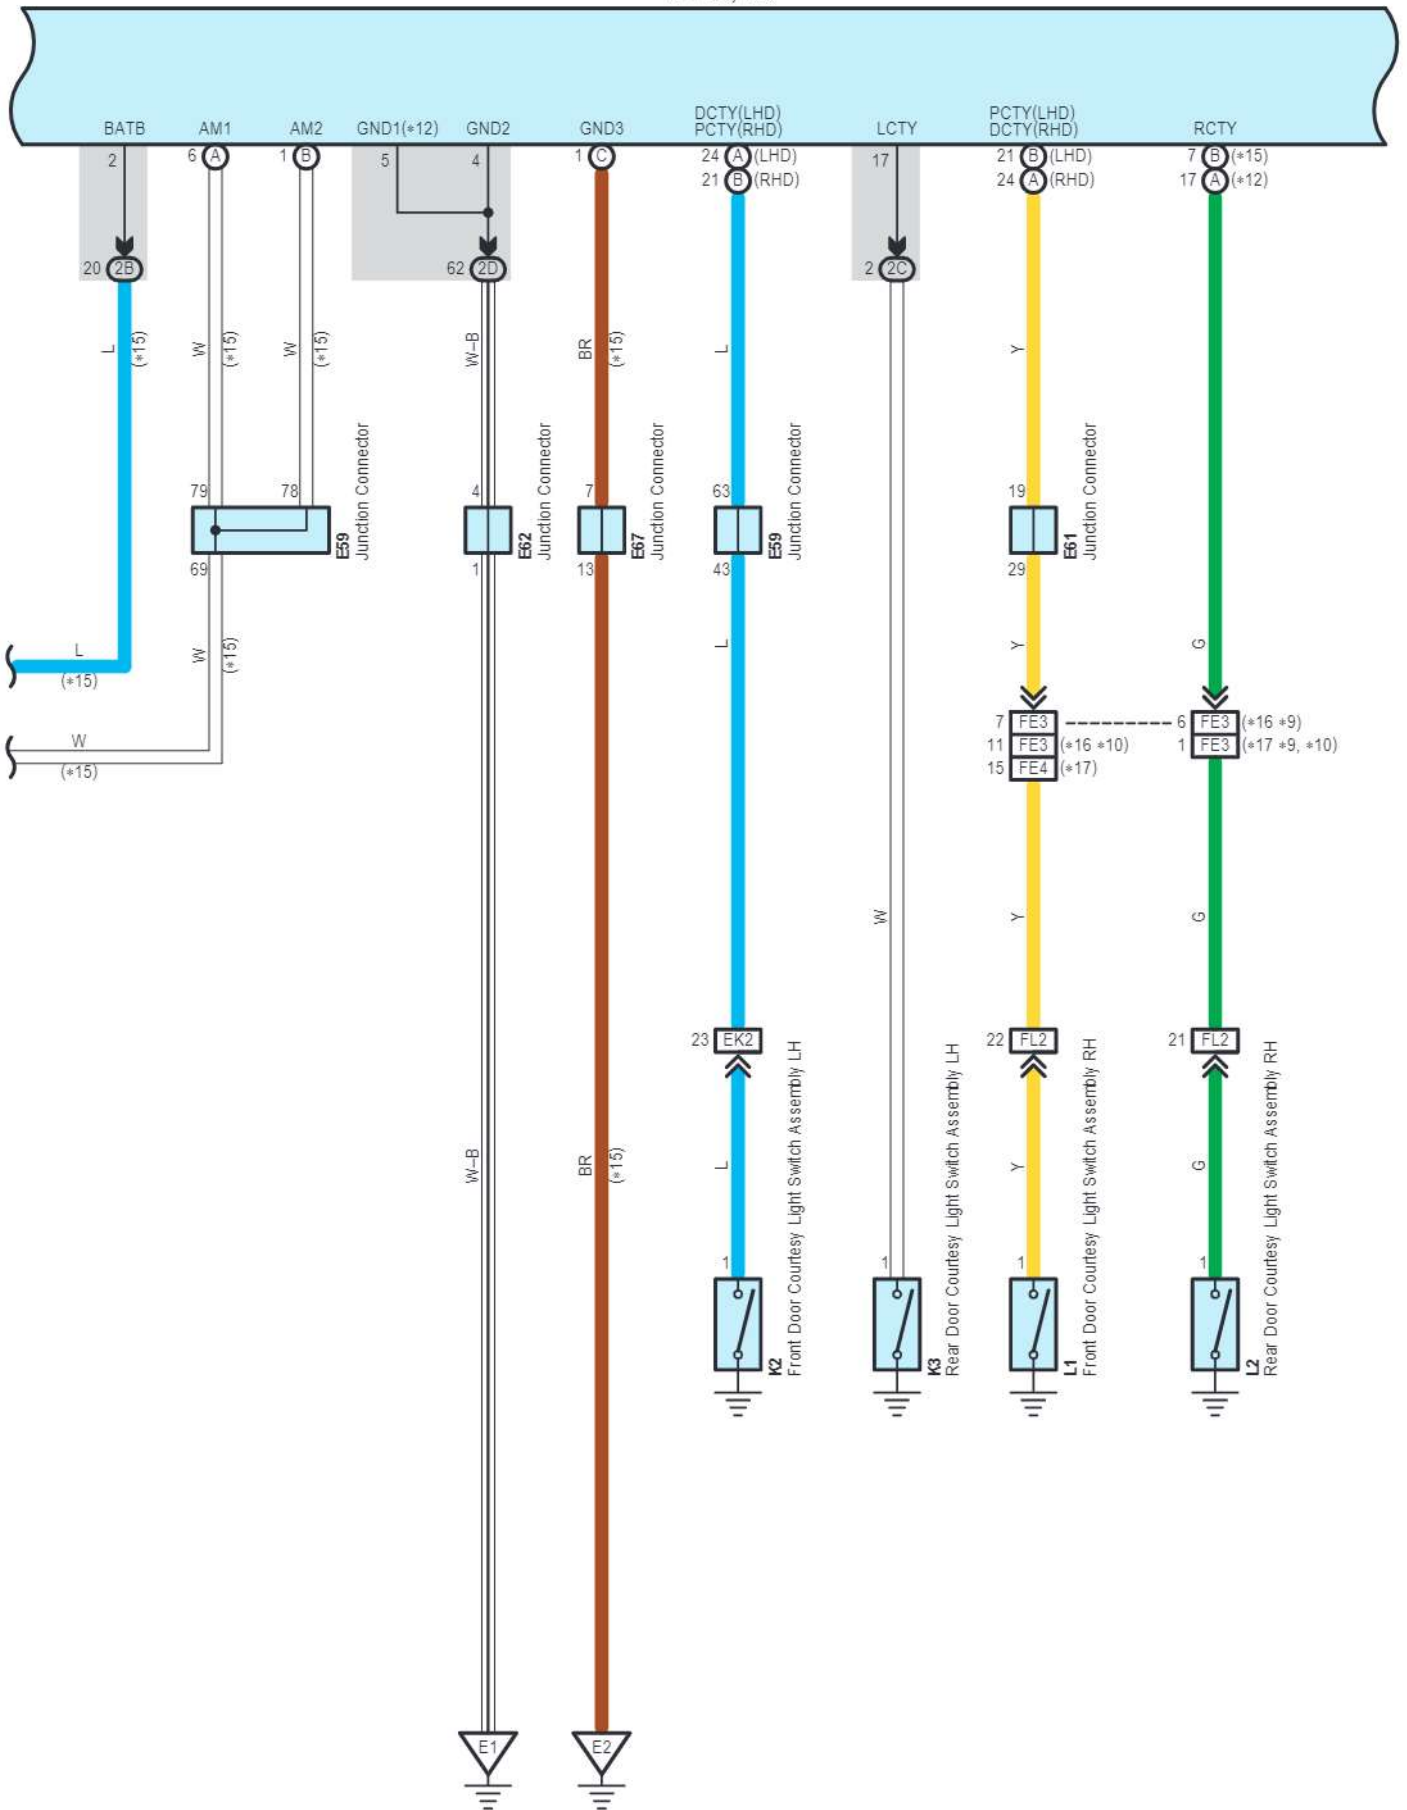 DCTY(LHD) PCTY(LHD)
BATB AM1 AM2 GND1(*12) GND2 GND3 PCTY(RHD) LCTY DCTY(RHD) RCTY
2 6 A 1 B 5 4 1 C 24 A (LHD) 17 21 B (LHD) 7 B (*15)
21 B (RHD) 24 A (RHD) 17 A (*12)
20 2B 62 2D 2 2C
L (*15) W (*15) W (*15) W-B BR (*15) L Y
79 78 4 7 63 19
E59 Junction Connector
E62 Junction Connector
E67 Junction Connector
E59 Junction Connector
E61 Junction Connector
69 1 13 43 29
L (*15) W (*15) L Y G
7 FE3 6 FE3 (*16 *9)
W 11 FE3 (*16 *10) 1 FE3 (*17 *9, *10)
(*15) 15 FE4 (*17)
W Y G
23 EK2 22 FL2 21 FL2
W-B BR (*15) L Y G
1 1 1 1
K2 Front Door Courtesy Light Switch Assembly LH
K3 Rear Door Courtesy Light Switch Assembly LH
L1 Front Door Courtesy Light Switch Assembly RH
L2 Rear Door Courtesy Light Switch Assembly RH
E1 E2